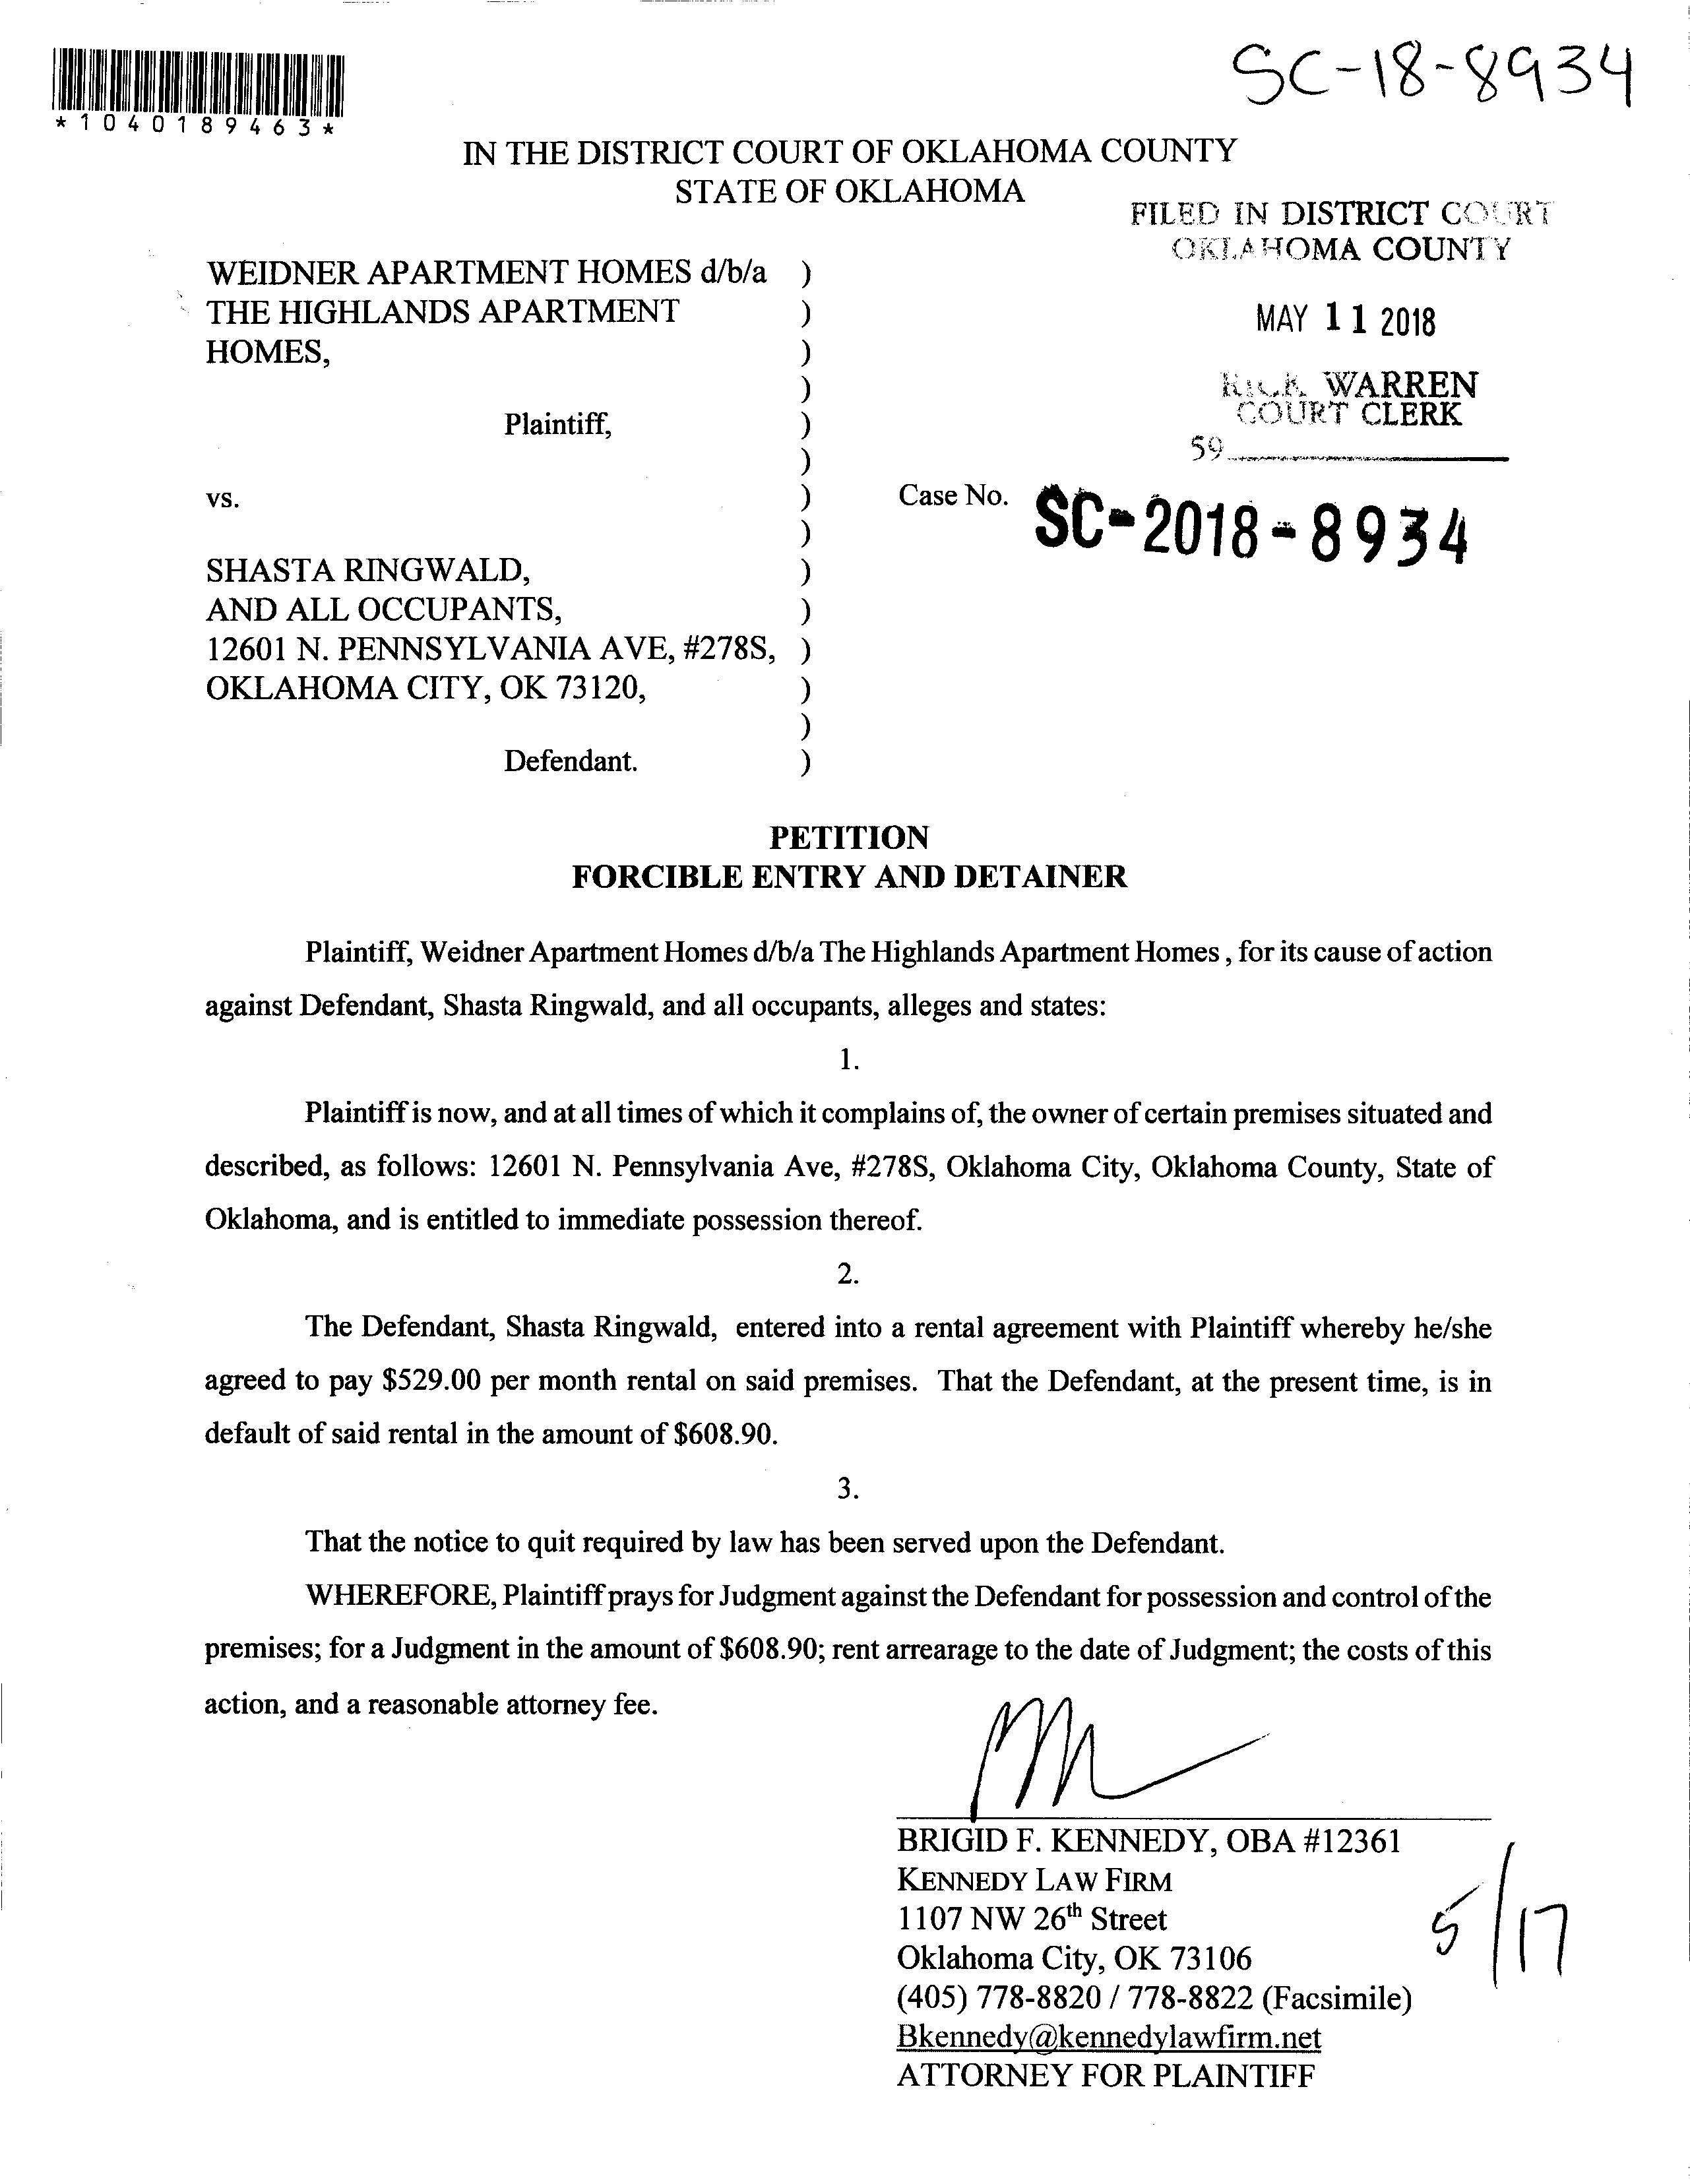 SC-18-8934
*1040189463*
IN THE DISTRICT COURT OF OKLAHOMA COUNTY
STATE OF OKLAHOMA
FILED IN DISTRICT COURT
OKLAHOMA COUNTY
MAY 11 2018
RICK WARREN
COURT CLERK
59
WEIDNER APARTMENT HOMES d/b/a )
THE HIGHLANDS APARTMENT )
HOMES, )
)
Plaintiff, )
)
vs. ) Case No. SC-2018-8934
)
SHASTA RINGWALD, )
AND ALL OCCUPANTS, )
12601 N. PENNSYLVANIA AVE, #278S, )
OKLAHOMA CITY, OK 73120, )
)
Defendant. )
PETITION
FORCIBLE ENTRY AND DETAINER
Plaintiff, Weidner Apartment Homes d/b/a The Highlands Apartment Homes , for its cause of action
against Defendant, Shasta Ringwald, and all occupants, alleges and states:
1.
Plaintiff is now, and at all times of which it complains of, the owner of certain premises situated and
described, as follows: 12601 N. Pennsylvania Ave, #278S, Oklahoma City, Oklahoma County, State of
Oklahoma, and is entitled to immediate possession thereof.
2.
The Defendant, Shasta Ringwald, entered into a rental agreement with Plaintiff whereby he/she
agreed to pay $529.00 per month rental on said premises. That the Defendant, at the present time, is in
default of said rental in the amount of $608.90.
3.
That the notice to quit required by law has been served upon the Defendant.
WHEREFORE, Plaintiff prays for Judgment against the Defendant for possession and control of the
premises; for a Judgment in the amount of $608.90; rent arrearage to the date of Judgment; the costs of this
action, and a reasonable attorney fee.
BRIGID F. KENNEDY, OBA #12361
KENNEDY LAW FIRM
1107 NW 26th Street
Oklahoma City, OK 73106
(405) 778-8820 / 778-8822 (Facsimile)
Bkennedy@kennedylawfirm.net
ATTORNEY FOR PLAINTIFF
5/17